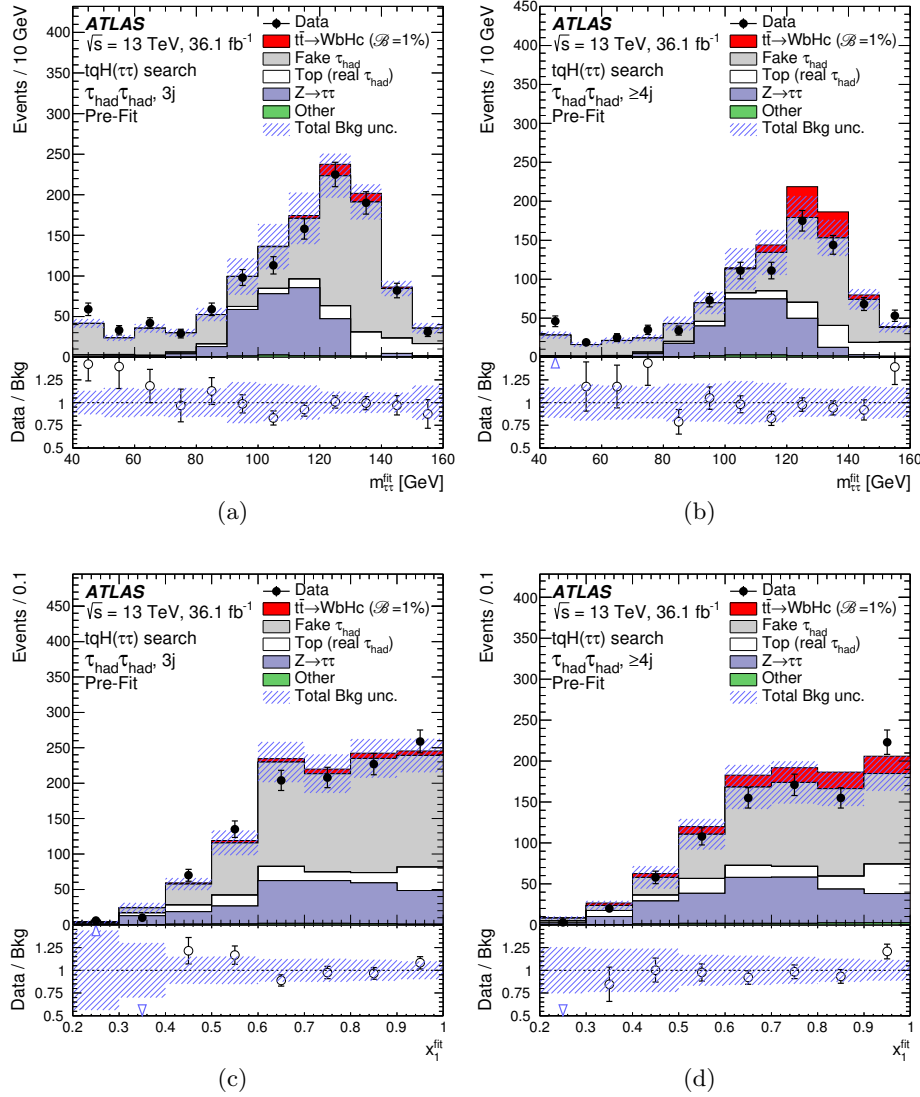 ATLAS
√s = 13 TeV, 36.1 fb⁻¹
tqH(ττ) search
τhadτhad, 3j
Pre-Fit
Data
tt̄→WbHc (ℬ=1%)
Fake τhad
Top (real τhad)
Z→ττ
Other
Total Bkg unc.
Events / 10 GeV
400
350
300
250
200
150
100
50
0
Data / Bkg
1.25
1
0.75
0.5
40 60 80 100 120 140 160
m^fit_ττ [GeV]
(a)
ATLAS
√s = 13 TeV, 36.1 fb⁻¹
tqH(ττ) search
τhadτhad, ≥4j
Pre-Fit
Data
tt̄→WbHc (ℬ=1%)
Fake τhad
Top (real τhad)
Z→ττ
Other
Total Bkg unc.
Events / 10 GeV
450
400
350
300
250
200
150
100
50
0
Data / Bkg
1.25
1
0.75
0.5
40 60 80 100 120 140 160
m^fit_ττ [GeV]
(b)
ATLAS
√s = 13 TeV, 36.1 fb⁻¹
tqH(ττ) search
τhadτhad, 3j
Pre-Fit
Data
tt̄→WbHc (ℬ=1%)
Fake τhad
Top (real τhad)
Z→ττ
Other
Total Bkg unc.
Events / 0.1
450
400
350
300
250
200
150
100
50
0
Data / Bkg
1.25
1
0.75
0.5
0.2 0.3 0.4 0.5 0.6 0.7 0.8 0.9 1
x₁^fit
(c)
ATLAS
√s = 13 TeV, 36.1 fb⁻¹
tqH(ττ) search
τhadτhad, ≥4j
Pre-Fit
Data
tt̄→WbHc (ℬ=1%)
Fake τhad
Top (real τhad)
Z→ττ
Other
Total Bkg unc.
Events / 0.1
400
350
300
250
200
150
100
50
0
Data / Bkg
1.25
1
0.75
0.5
0.2 0.3 0.4 0.5 0.6 0.7 0.8 0.9 1
x₁^fit
(d)